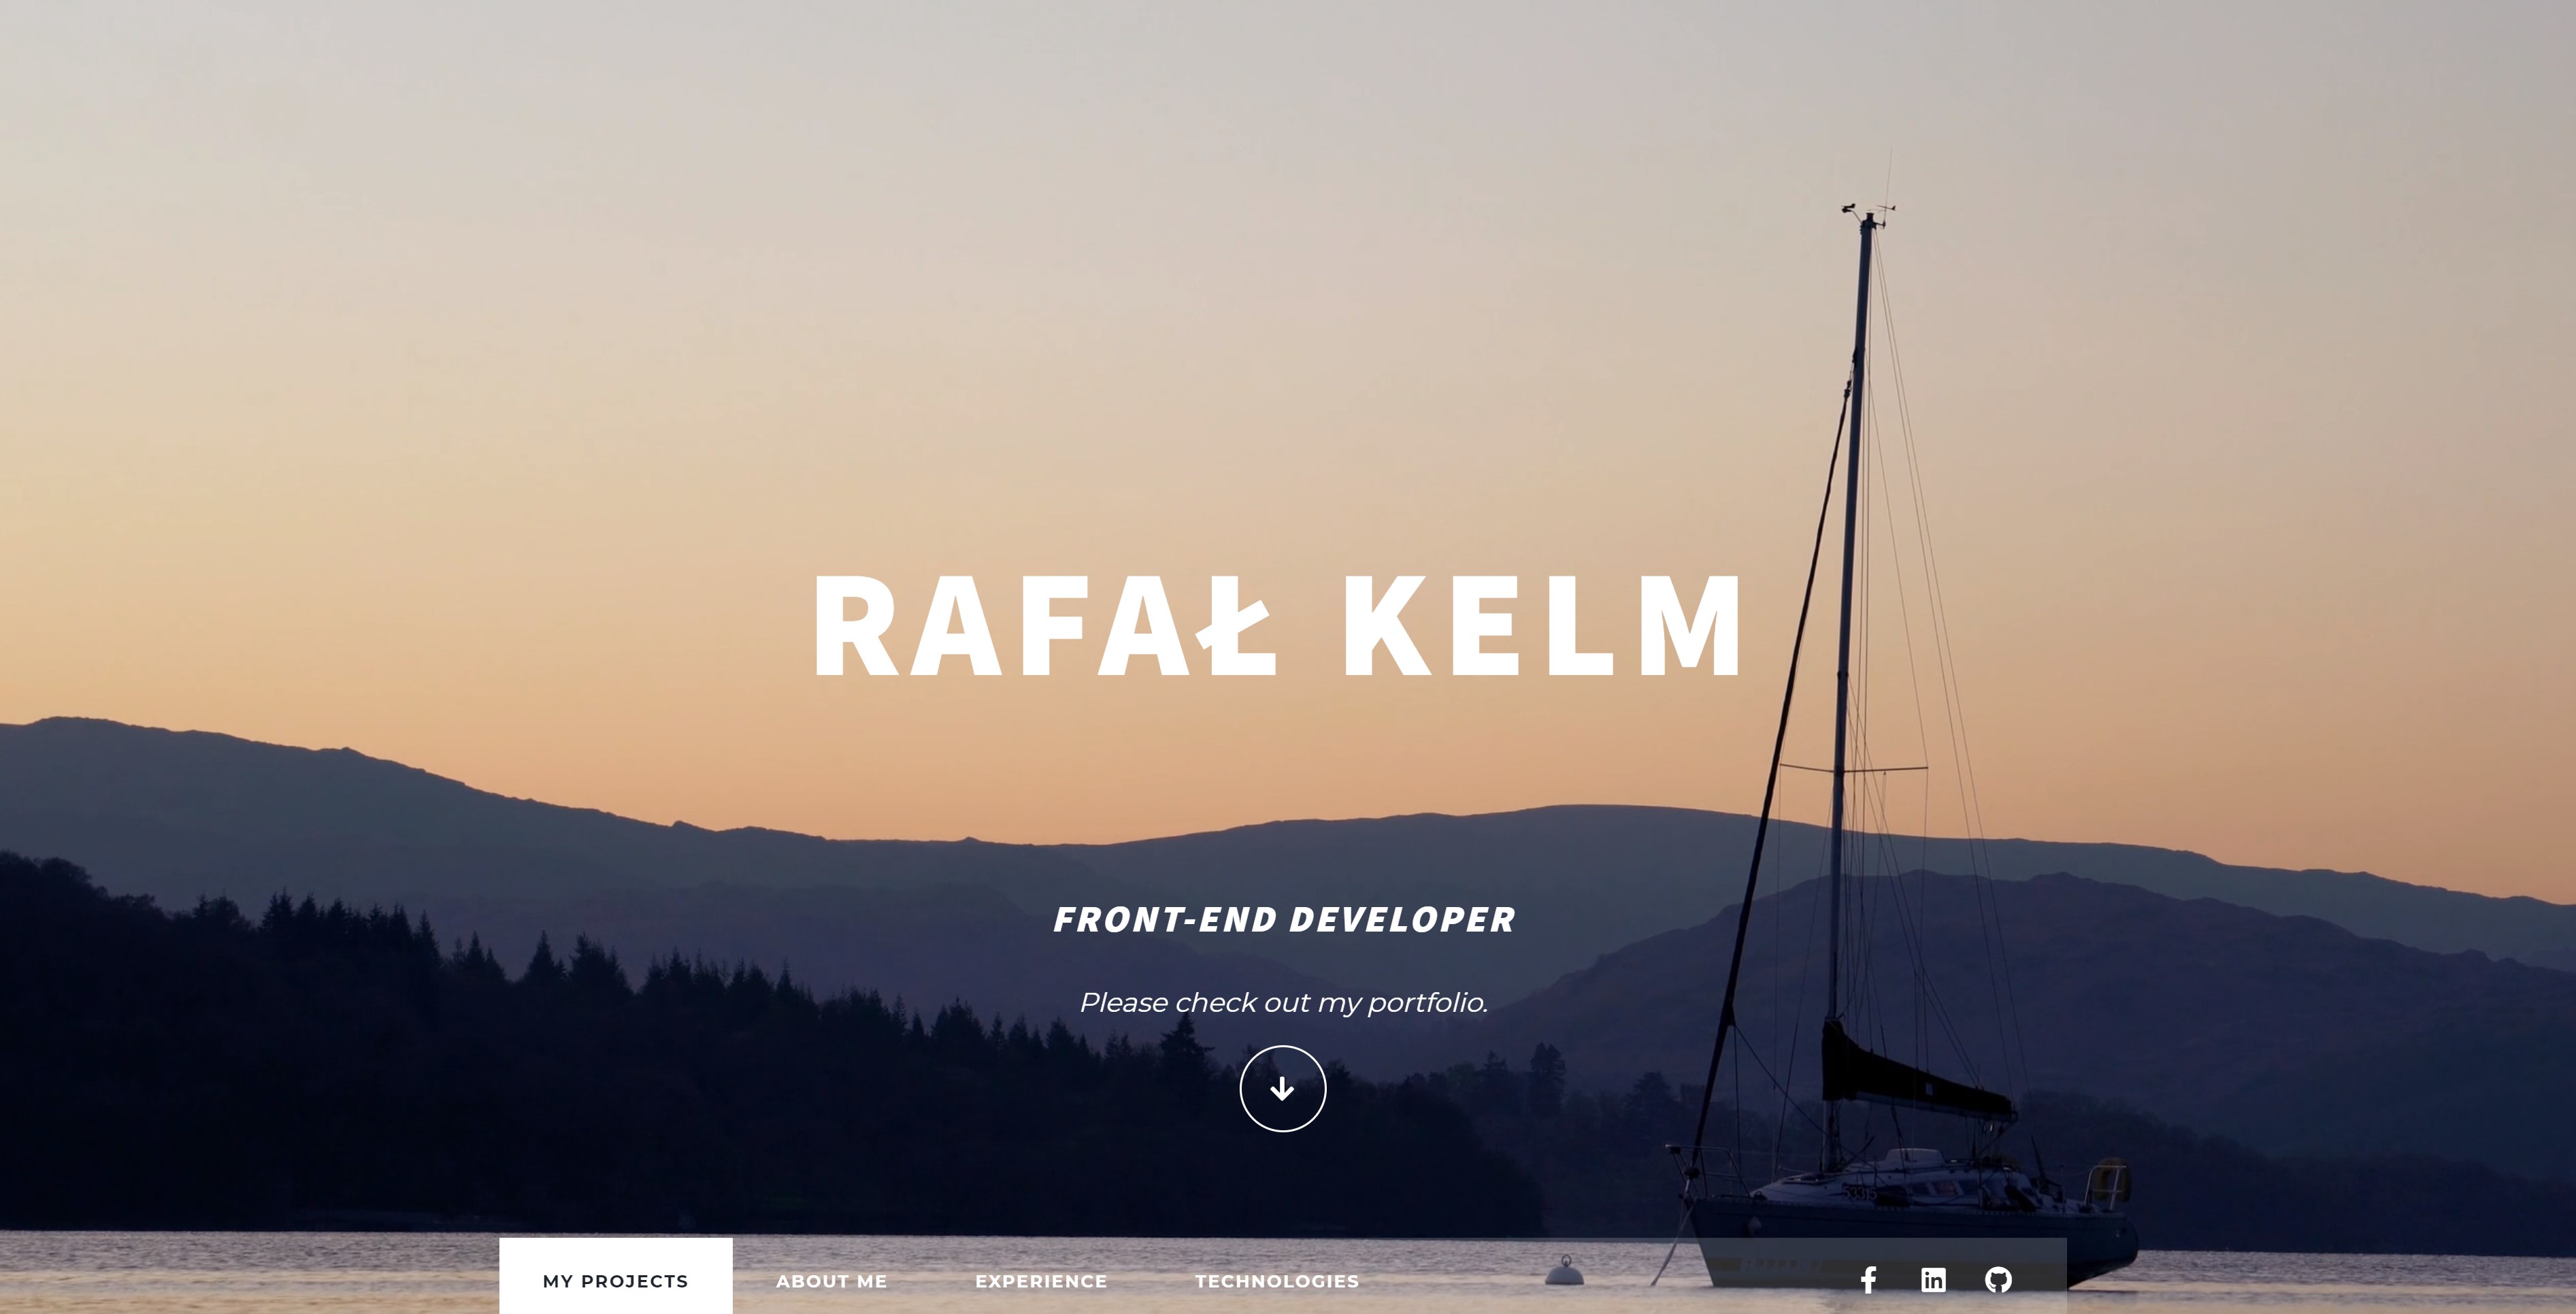 RAFAŁ KELM
FRONT-END DEVELOPER
Please check out my portfolio.
MY PROJECTS ABOUT ME EXPERIENCE TECHNOLOGIES